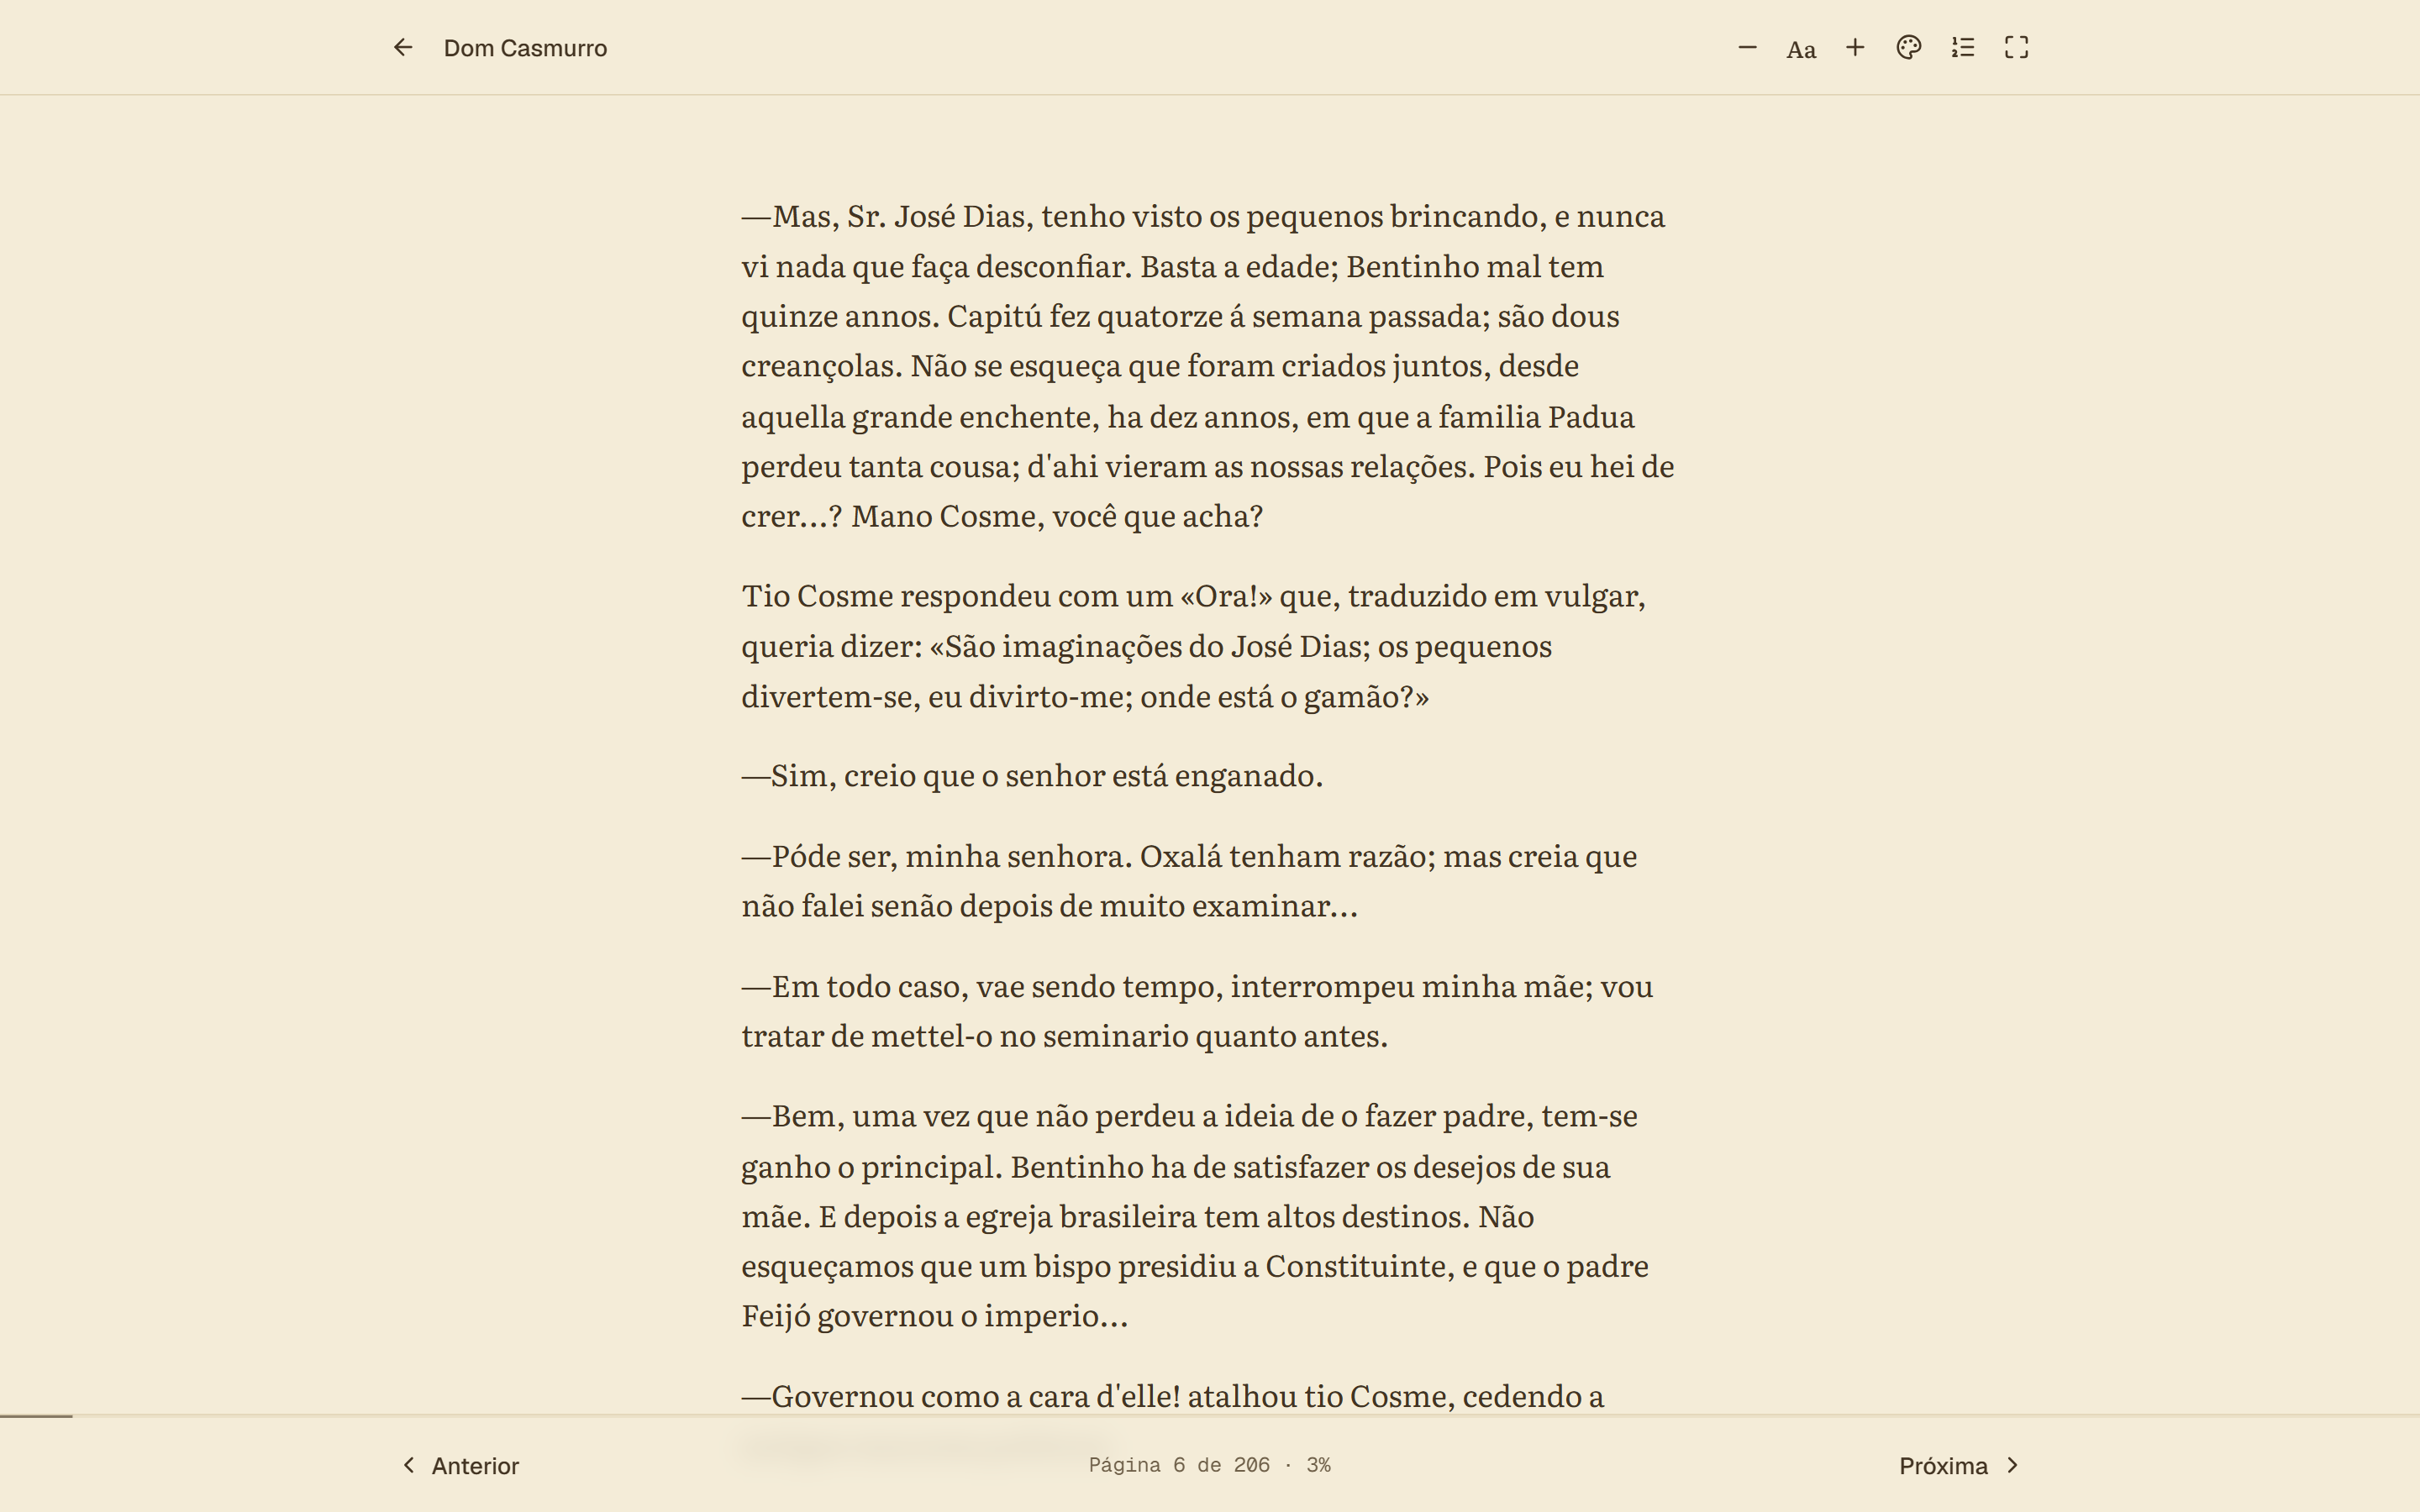 Dom Casmurro
Aa
—Mas, Sr. José Dias, tenho visto os pequenos brincando, e nunca
vi nada que faça desconfiar. Basta a edade; Bentinho mal tem
quinze annos. Capitú fez quatorze á semana passada; são dous
creançolas. Não se esqueça que foram criados juntos, desde
aquella grande enchente, ha dez annos, em que a familia Padua
perdeu tanta cousa; d'ahi vieram as nossas relações. Pois eu hei de
crer...? Mano Cosme, você que acha?
Tio Cosme respondeu com um «Ora!» que, traduzido em vulgar,
queria dizer: «São imaginações do José Dias; os pequenos
divertem-se, eu divirto-me; onde está o gamão?»
—Sim, creio que o senhor está enganado.
—Póde ser, minha senhora. Oxalá tenham razão; mas creia que
não falei senão depois de muito examinar...
—Em todo caso, vae sendo tempo, interrompeu minha mãe; vou
tratar de mettel-o no seminario quanto antes.
—Bem, uma vez que não perdeu a ideia de o fazer padre, tem-se
ganho o principal. Bentinho ha de satisfazer os desejos de sua
mãe. E depois a egreja brasileira tem altos destinos. Não
esqueçamos que um bispo presidiu a Constituinte, e que o padre
Feijó governou o imperio...
—Governou como a cara d'elle! atalhou tio Cosme, cedendo a
Anterior
Página 6 de 206 · 3%
Próxima